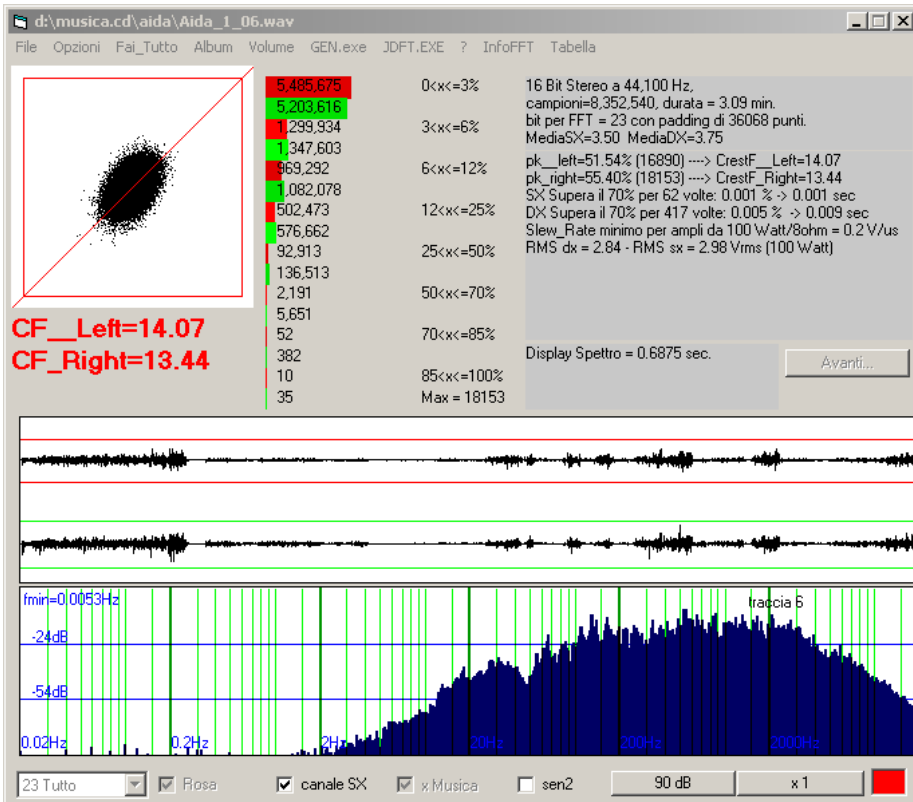 d:\musica.cd\aida\Aida_1_06.wav
File Opzioni Fai_Tutto Album Volume GEN.exe JDFT.EXE ? InfoFFT Tabella
5,485,675 0<x<=3%
5,203,616
1,299,934 3<x<=6%
1,347,603
969,292 6<x<=12%
1,082,078
502,473 12<x<=25%
576,662
92,913 25<x<=50%
136,513
2,191 50<x<=70%
5,651
52 70<x<=85%
382
10 85<x<=100%
35 Max = 18153
16 Bit Stereo a 44,100 Hz,
campioni=8,352,540, durata = 3.09 min.
bit per FFT = 23 con padding di 36068 punti.
MediaSX=3.50 MediaDX=3.75
pk__left=51.54% (16890) ----> CrestF__Left=14.07
pk_right=55.40% (18153) ----> CrestF_Right=13.44
SX Supera il 70% per 62 volte: 0.001 % -> 0.001 sec
DX Supera il 70% per 417 volte: 0.005 % -> 0.009 sec
Slew_Rate minimo per ampli da 100 Watt/8ohm = 0.2 V/us
RMS dx = 2.84 - RMS sx = 2.98 Vrms (100 Watt)
CF__Left=14.07
CF_Right=13.44
Display Spettro = 0.6875 sec.
Avanti...
fmin=0.0053Hz
traccia 6
-24dB
-54dB
0.02Hz 0.2Hz 2Hz 20Hz 200Hz 2000Hz
23 Tutto Rosa canale SX x Musica sen2 90 dB x 1